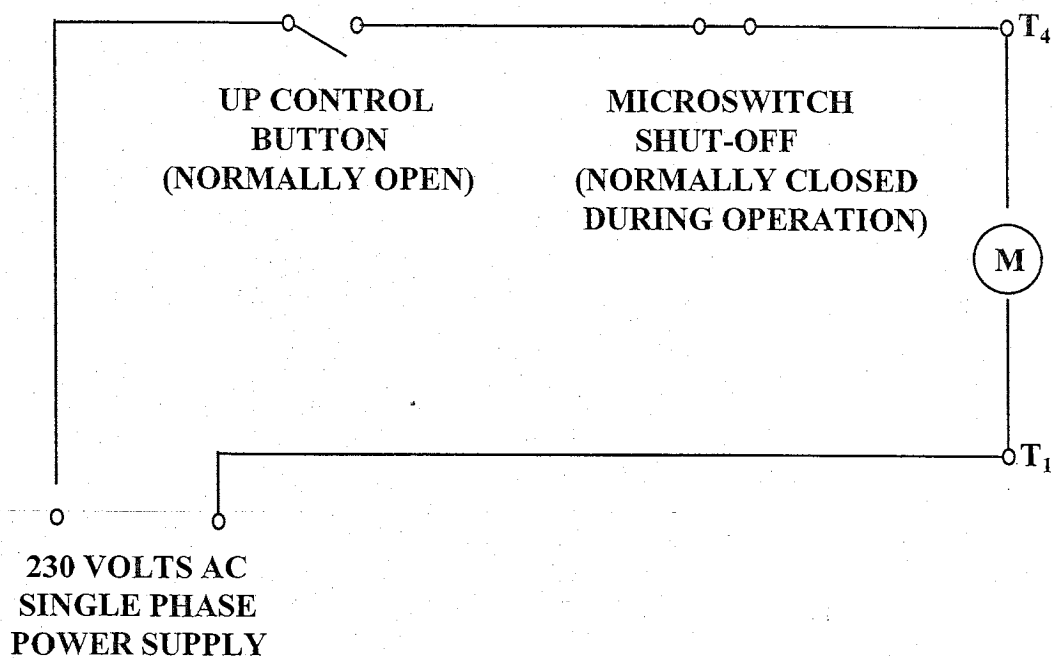 T₄
UP CONTROL
BUTTON
(NORMALLY OPEN)
MICROSWITCH
SHUT-OFF
(NORMALLY CLOSED
DURING OPERATION)
M
T₁
230 VOLTS AC
SINGLE PHASE
POWER SUPPLY